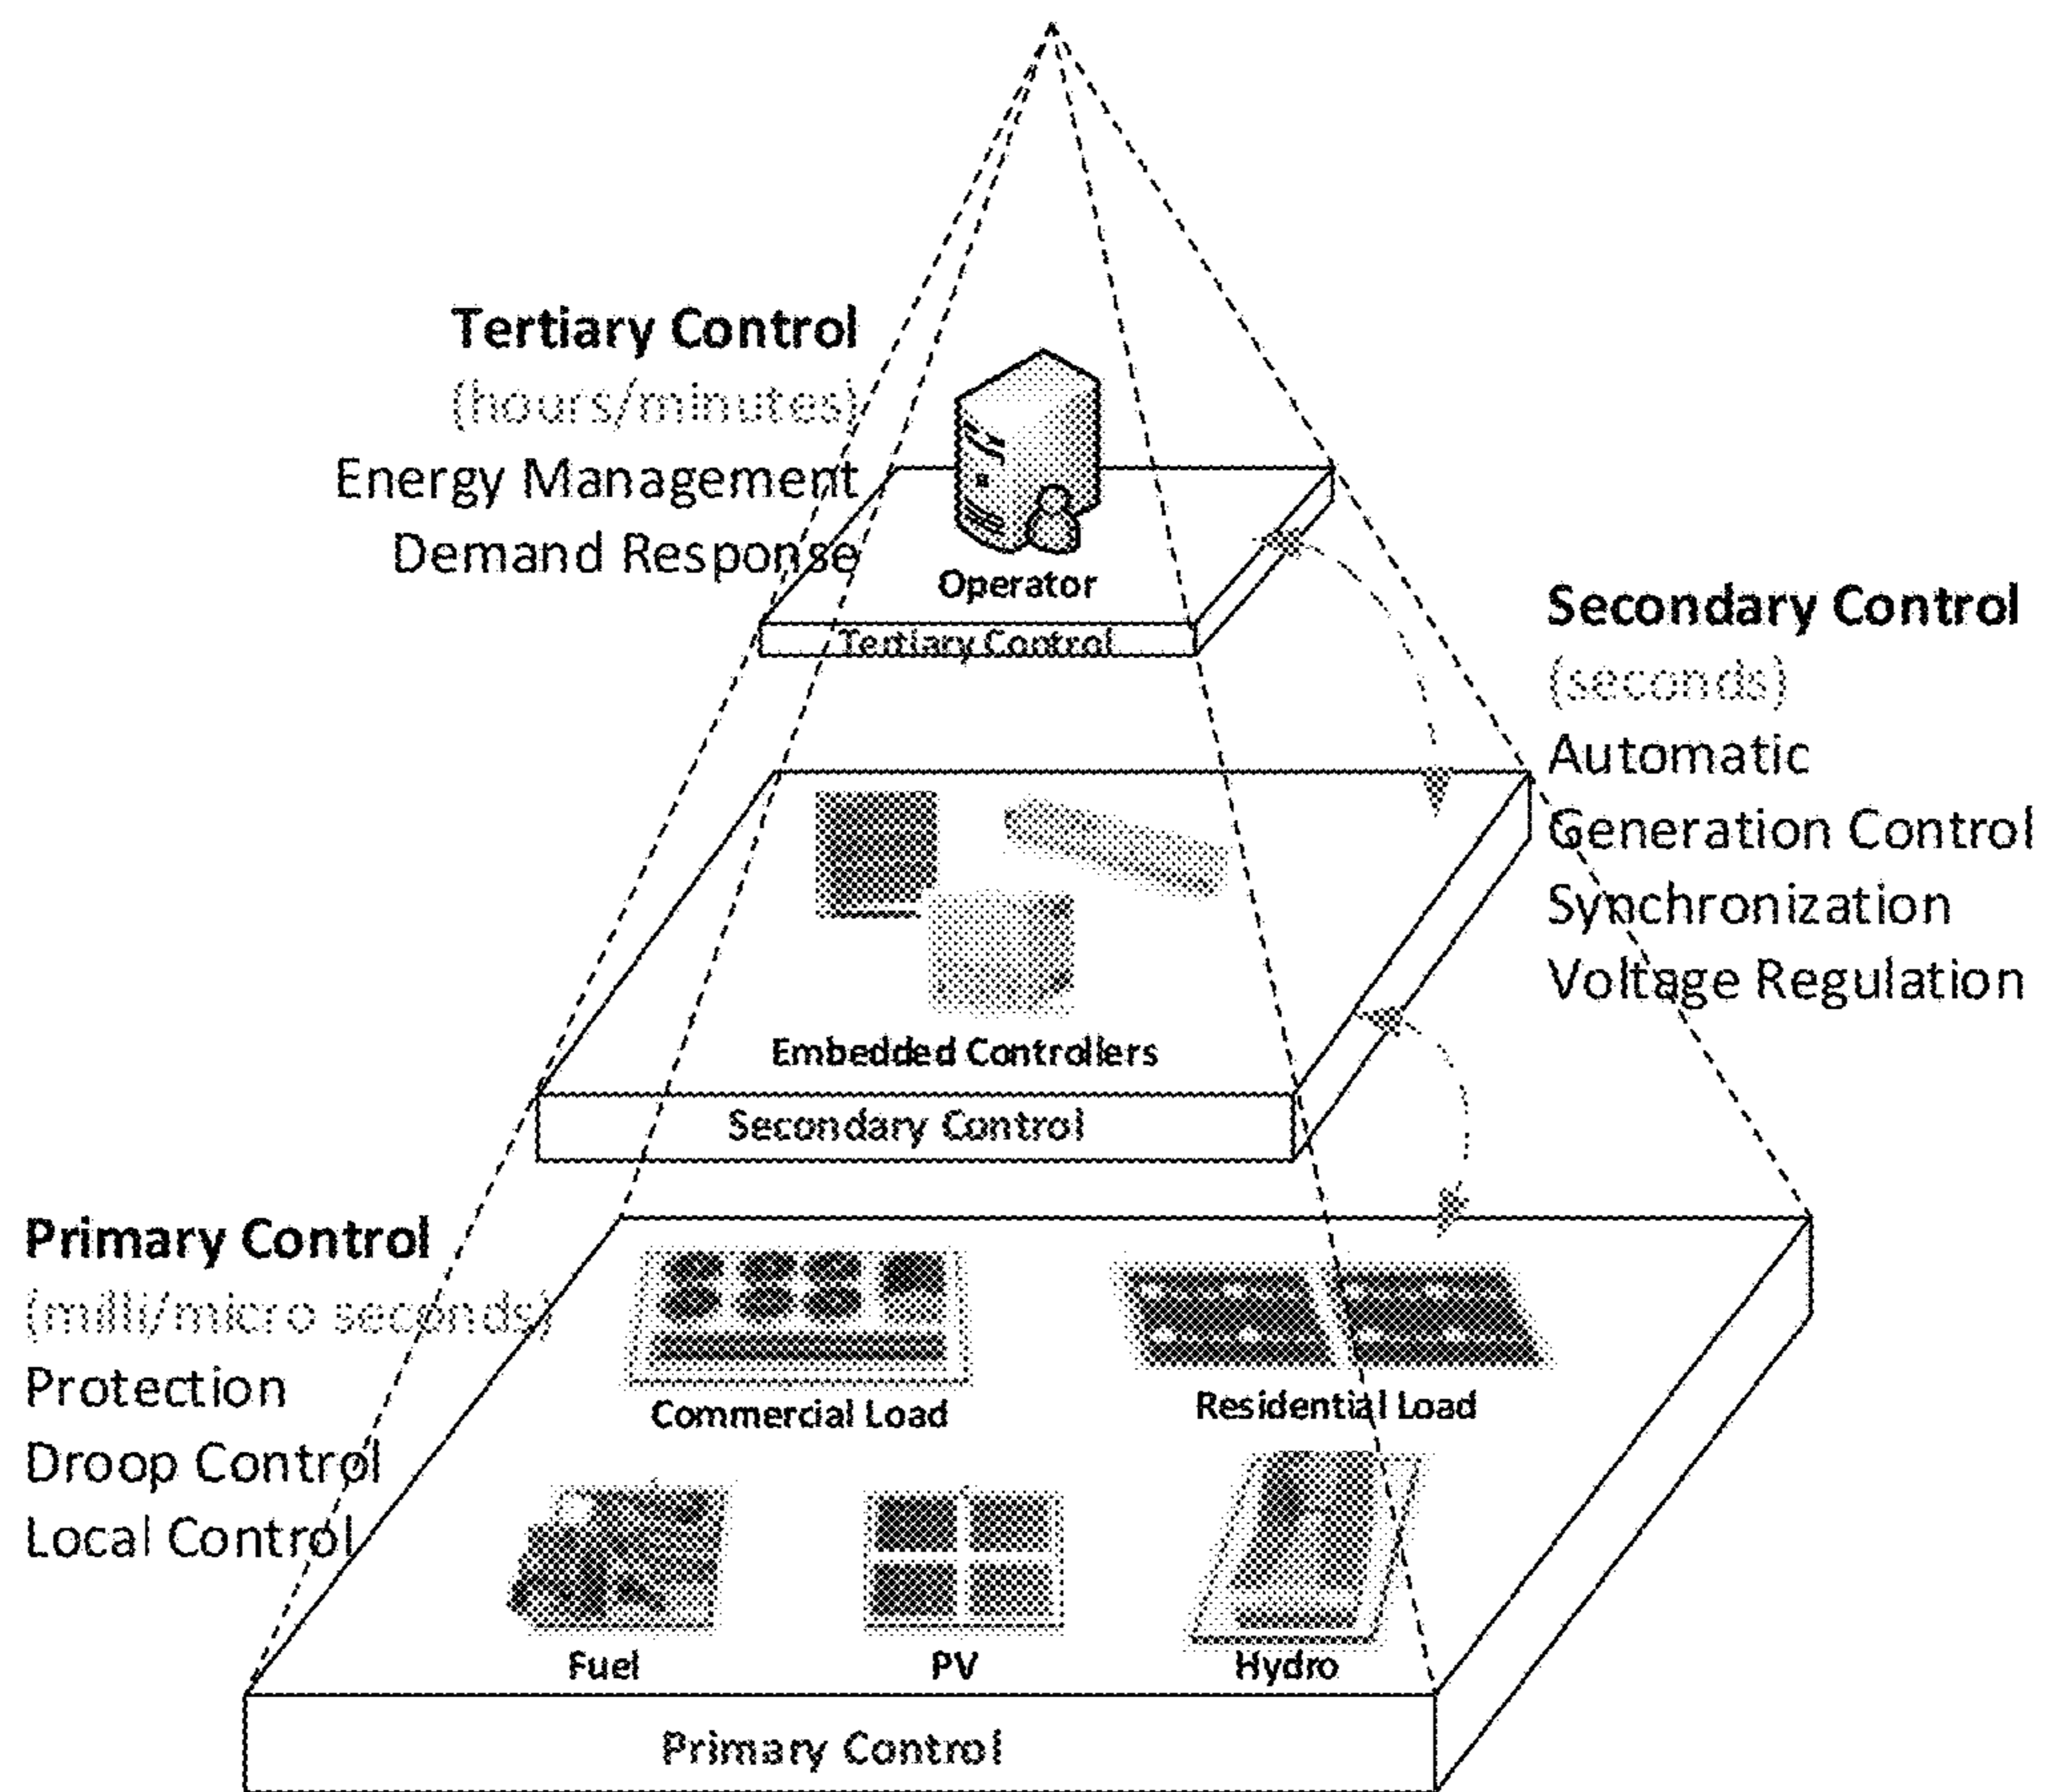 Tertiary Control
(hours/minutes)
Energy Management
Demand Response
Operator
Tertiary Control
Secondary Control
(seconds)
Automatic
Generation Control
Synchronization
Voltage Regulation
Embedded Controllers
Secondary Control
Primary Control
(milli/micro seconds)
Protection
Droop Control
Local Control
Commercial Load
Residential Load
Fuel
PV
Hydro
Primary Control